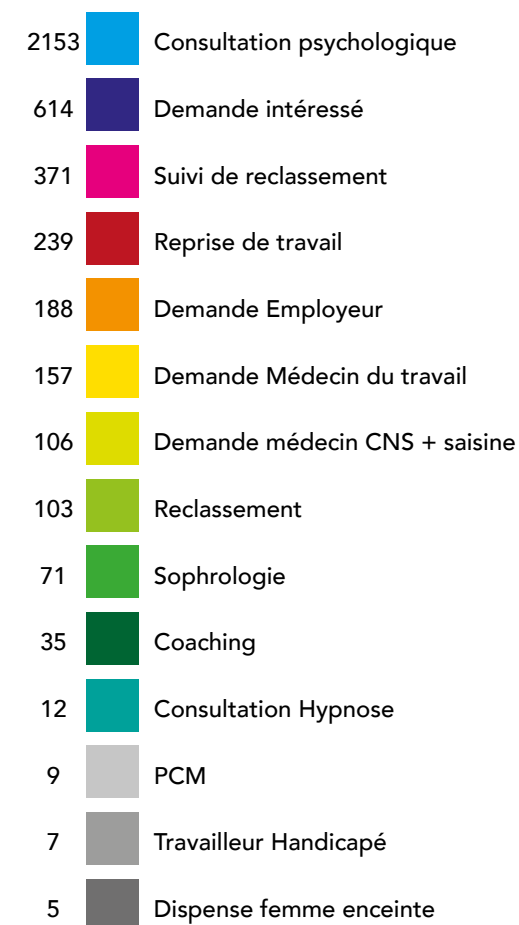 2153 Consultation psychologique
614 Demande intéressé
371 Suivi de reclassement
239 Reprise de travail
188 Demande Employeur
157 Demande Médecin du travail
106 Demande médecin CNS + saisine
103 Reclassement
71 Sophrologie
35 Coaching
12 Consultation Hypnose
9 PCM
7 Travailleur Handicapé
5 Dispense femme enceinte